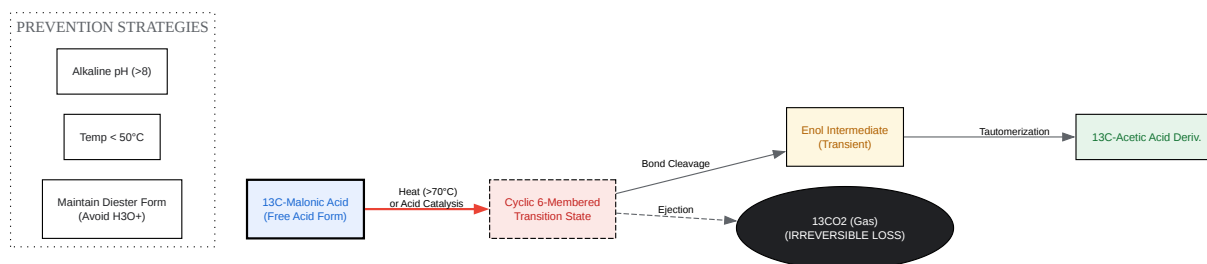 PREVENTION STRATEGIES
Alkaline pH (>8)
Temp < 50°C
Maintain Diester Form
(Avoid H3O+)
13C-Malonic Acid
(Free Acid Form)
Heat (>70°C)
or Acid Catalysis
Cyclic 6-Membered
Transition State
Bond Cleavage
Ejection
Enol Intermediate
(Transient)
13CO2 (Gas)
(IRREVERSIBLE LOSS)
Tautomerization
13C-Acetic Acid Deriv.